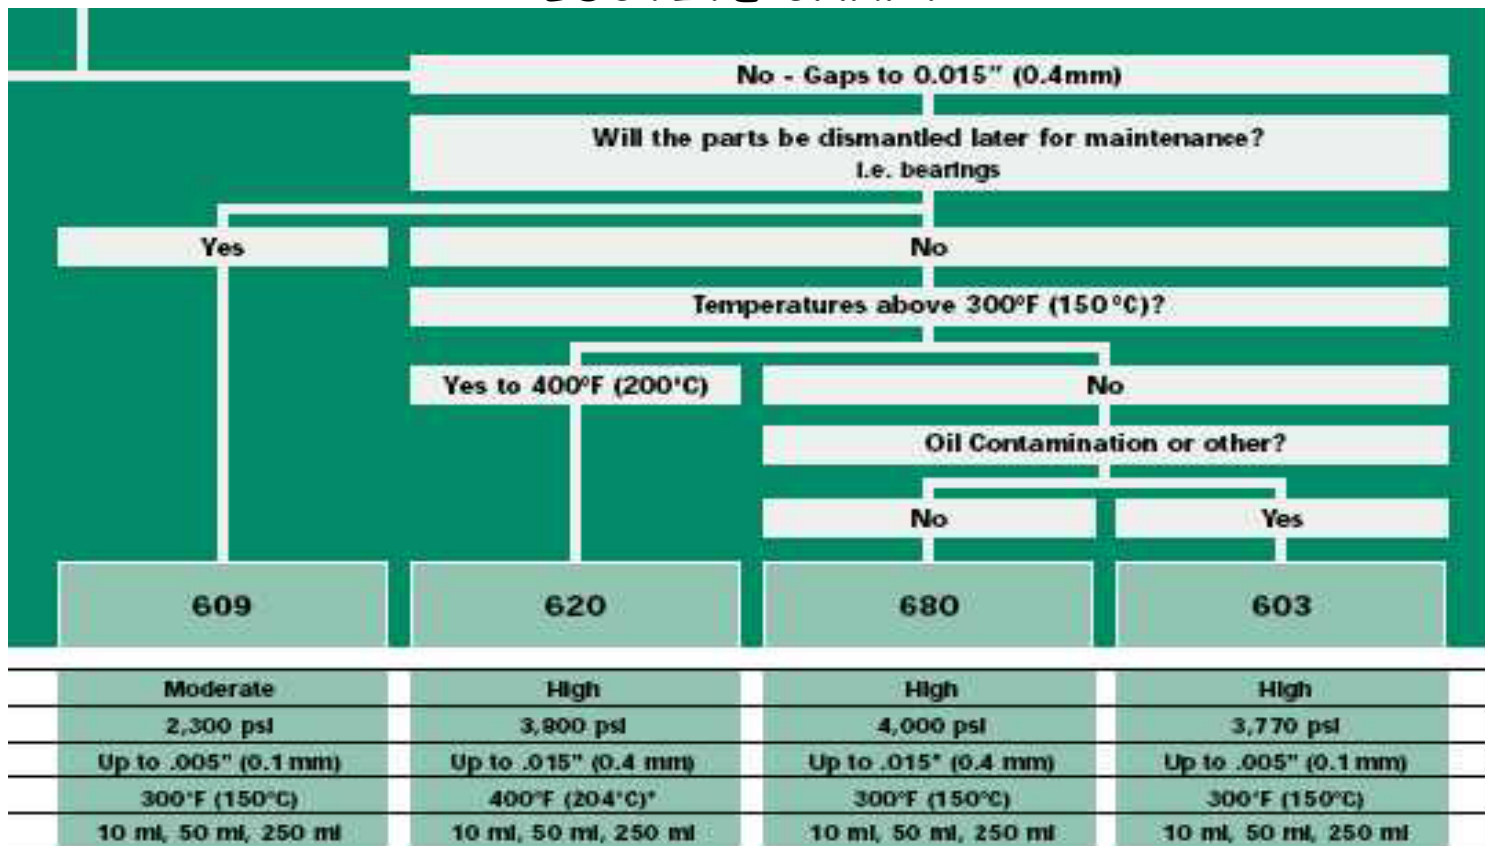 No - Gaps to 0.015" (0.4mm)
Will the parts be dismantled later for maintenance?
i.e. bearings
Yes
No
Temperatures above 300ºF (150ºC)?
Yes to 400ºF (200°C)
No
Oil Contamination or other?
No
Yes
609
620
680
603
Moderate
High
High
High
2,300 psi
3,800 psi
4,000 psi
3,770 psi
Up to .005" (0.1 mm)
Up to .015" (0.4 mm)
Up to .015" (0.4 mm)
Up to .005" (0.1 mm)
300°F (150°C)
400°F (204°C)*
300°F (150°C)
300°F (150°C)
10 ml, 50 ml, 250 ml
10 ml, 50 ml, 250 ml
10 ml, 50 ml, 250 ml
10 ml, 50 ml, 250 ml